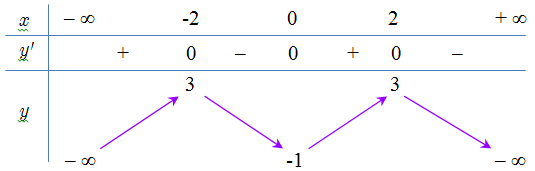 x – ∞ -2 0 2 + ∞
y′ + 0 – 0 + 0 –
3 3
y
– ∞ -1 – ∞